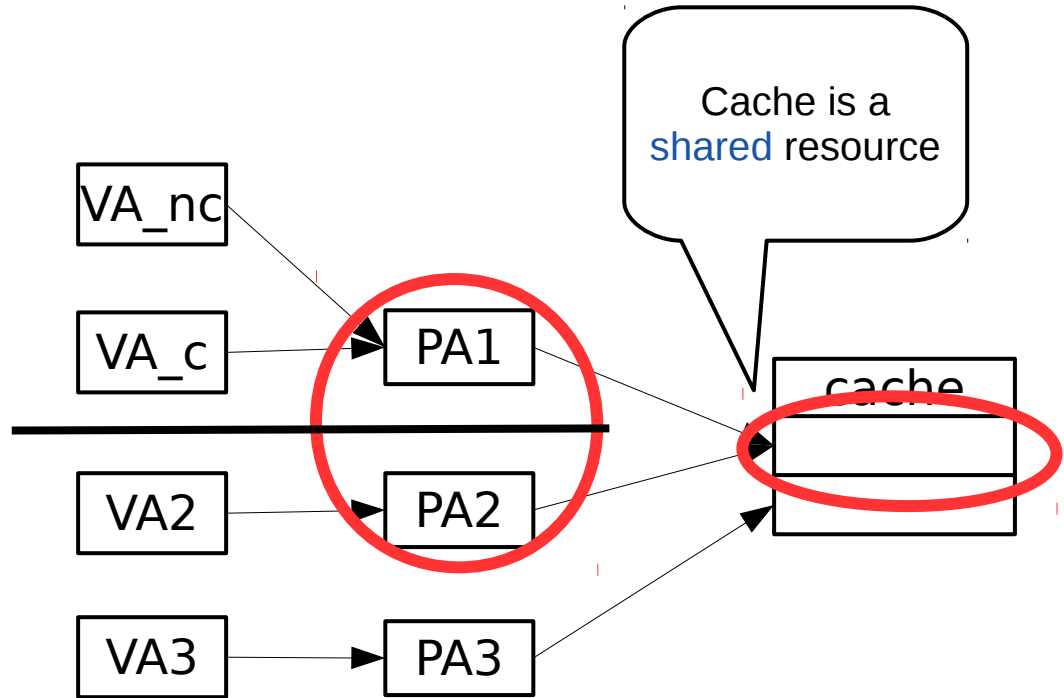 Cache is a
shared resource
VA_nc
VA_c
PA1
cache
VA2
PA2
VA3
PA3